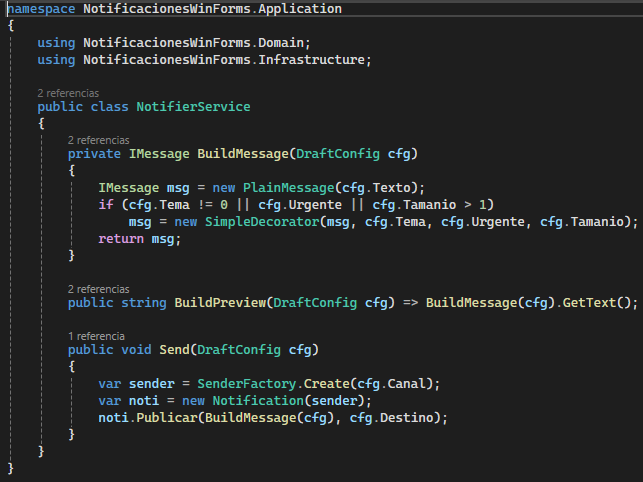 namespace NotificacionesWinForms.Application
{
using NotificacionesWinForms.Domain;
using NotificacionesWinForms.Infrastructure;
2 referencias
public class NotifierService
{
2 referencias
private IMessage BuildMessage(DraftConfig cfg)
{
IMessage msg = new PlainMessage(cfg.Texto);
if (cfg.Tema != 0 || cfg.Urgente || cfg.Tamanio > 1)
msg = new SimpleDecorator(msg, cfg.Tema, cfg.Urgente, cfg.Tamanio);
return msg;
}
2 referencias
public string BuildPreview(DraftConfig cfg) => BuildMessage(cfg).GetText();
1 referencia
public void Send(DraftConfig cfg)
{
var sender = SenderFactory.Create(cfg.Canal);
var noti = new Notification(sender);
noti.Publicar(BuildMessage(cfg), cfg.Destino);
}
}
}